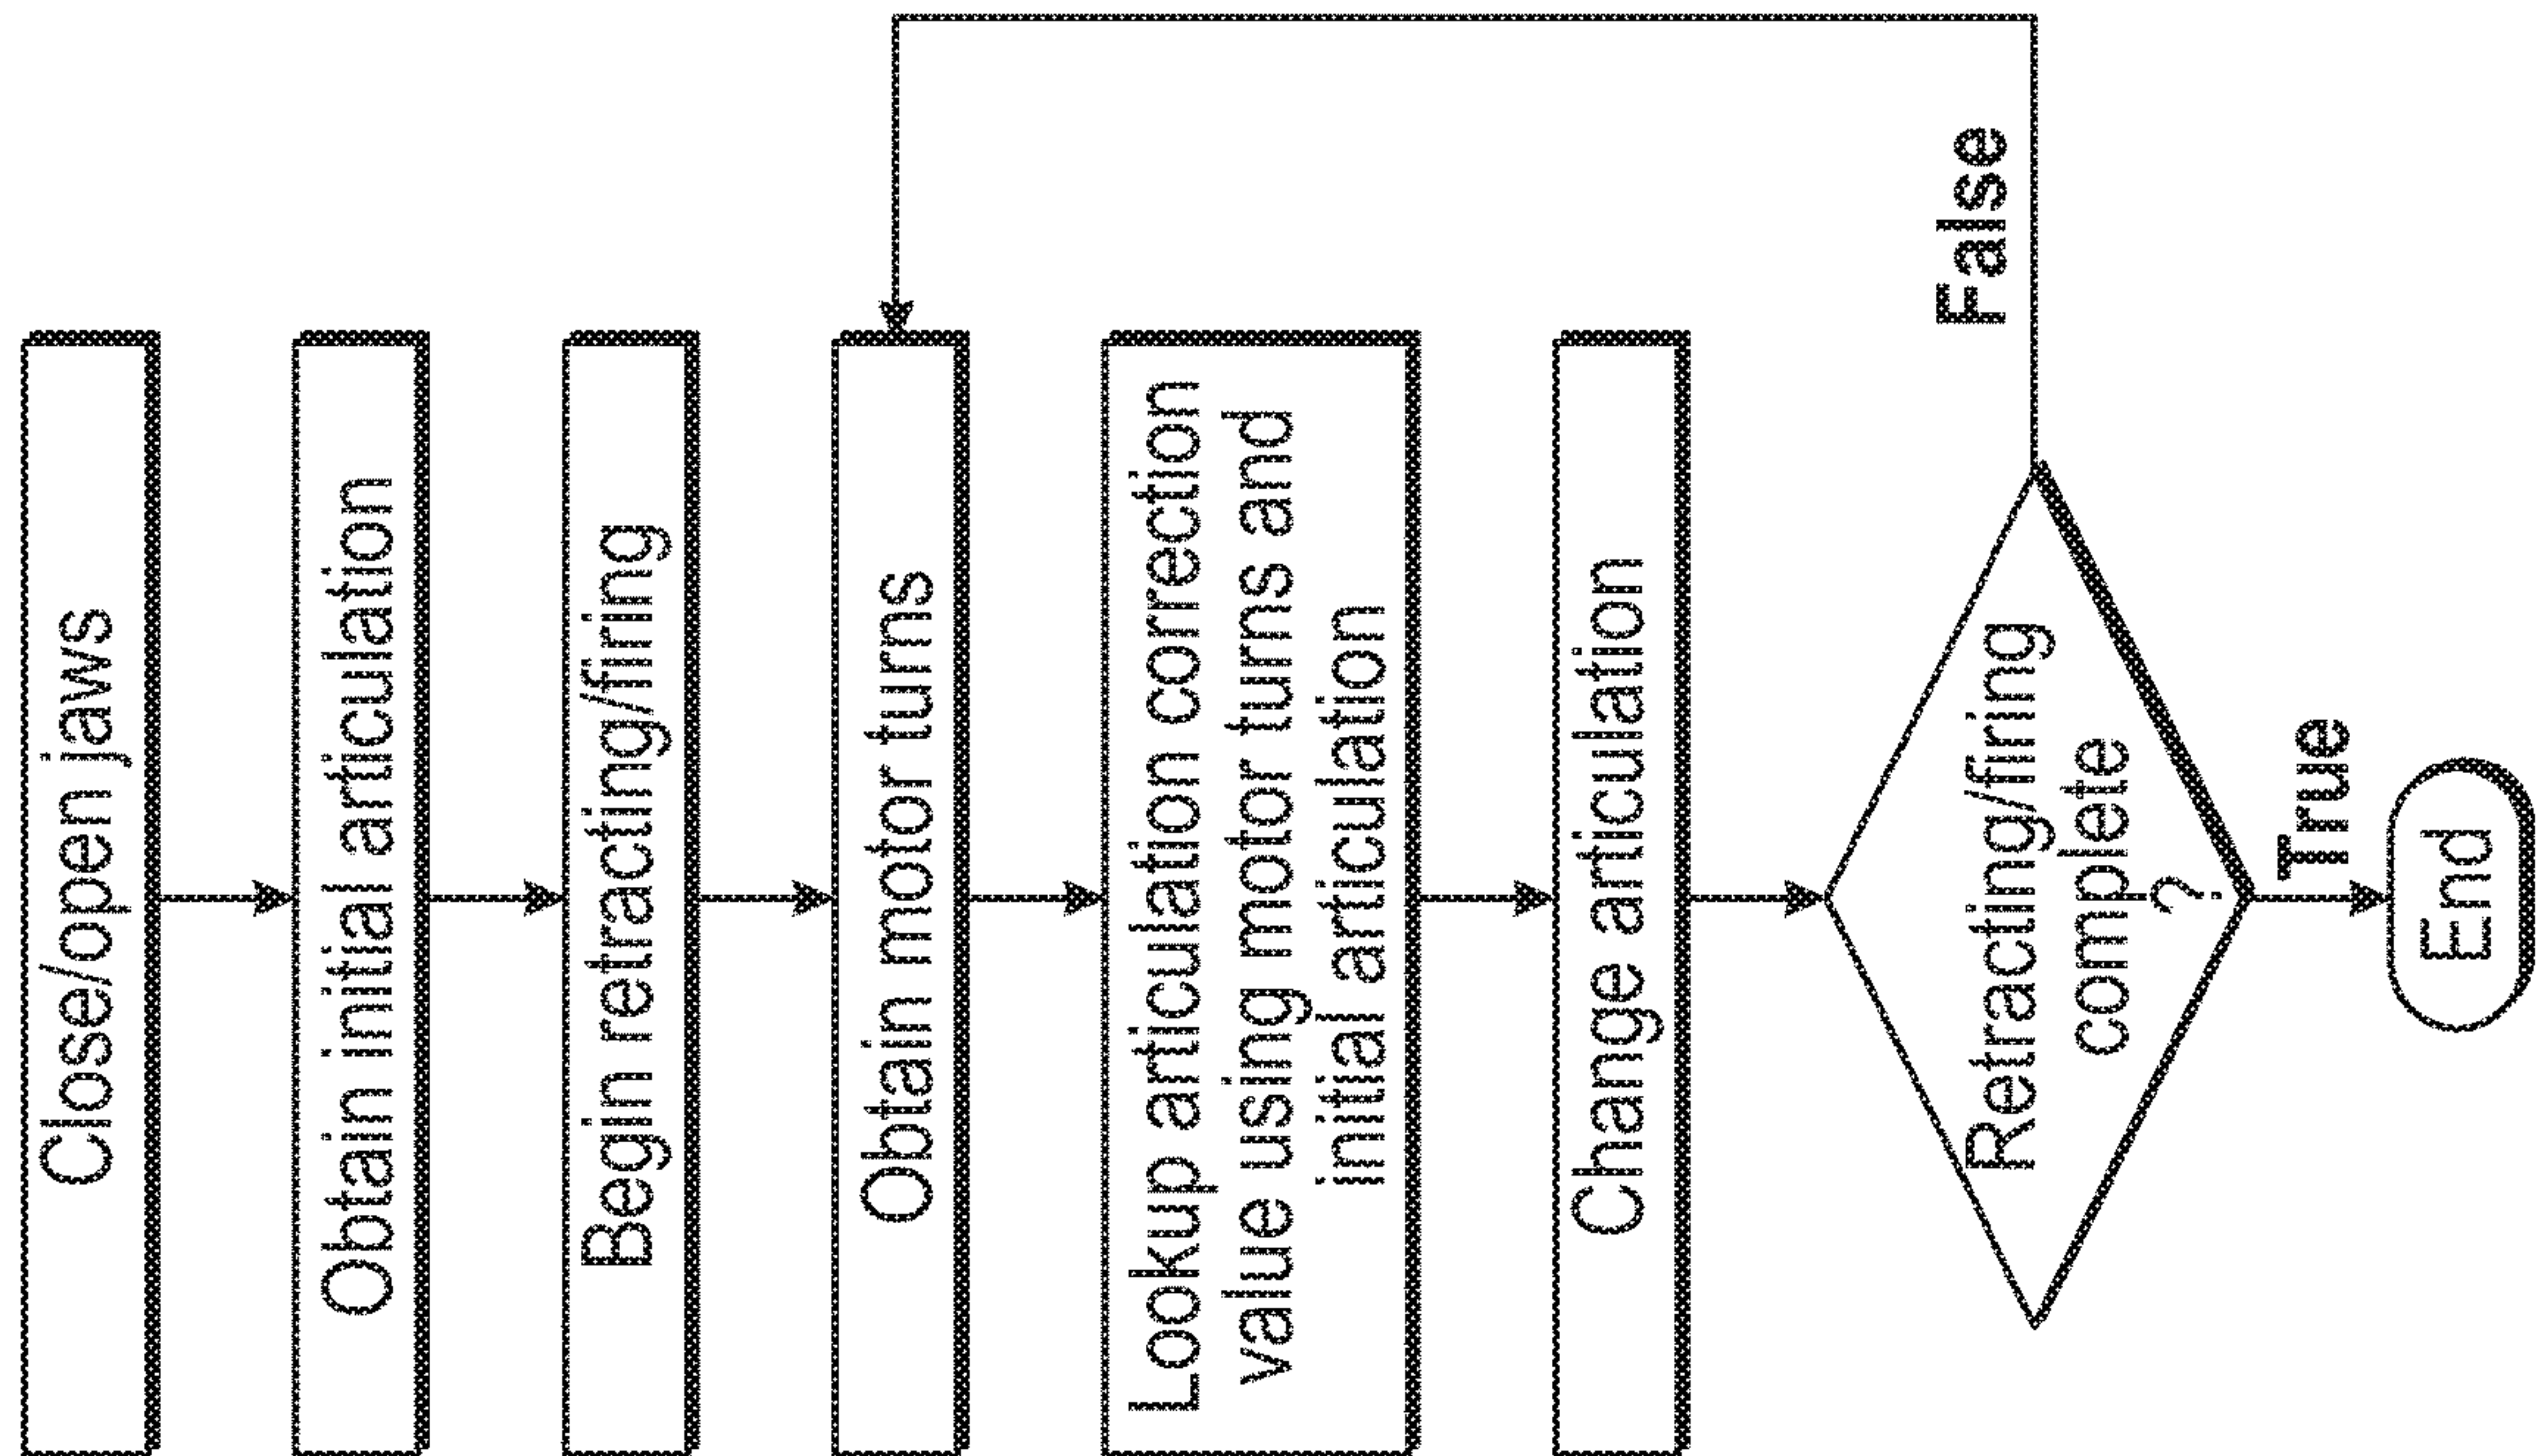 Close/open jaws
Obtain initial articulation
Begin retracting/firing
Obtain motor turns
Lookup articulation correction
value using motor turns and
initial articulation
Change articulation
Retracting/firing
complete
?
False
True
End